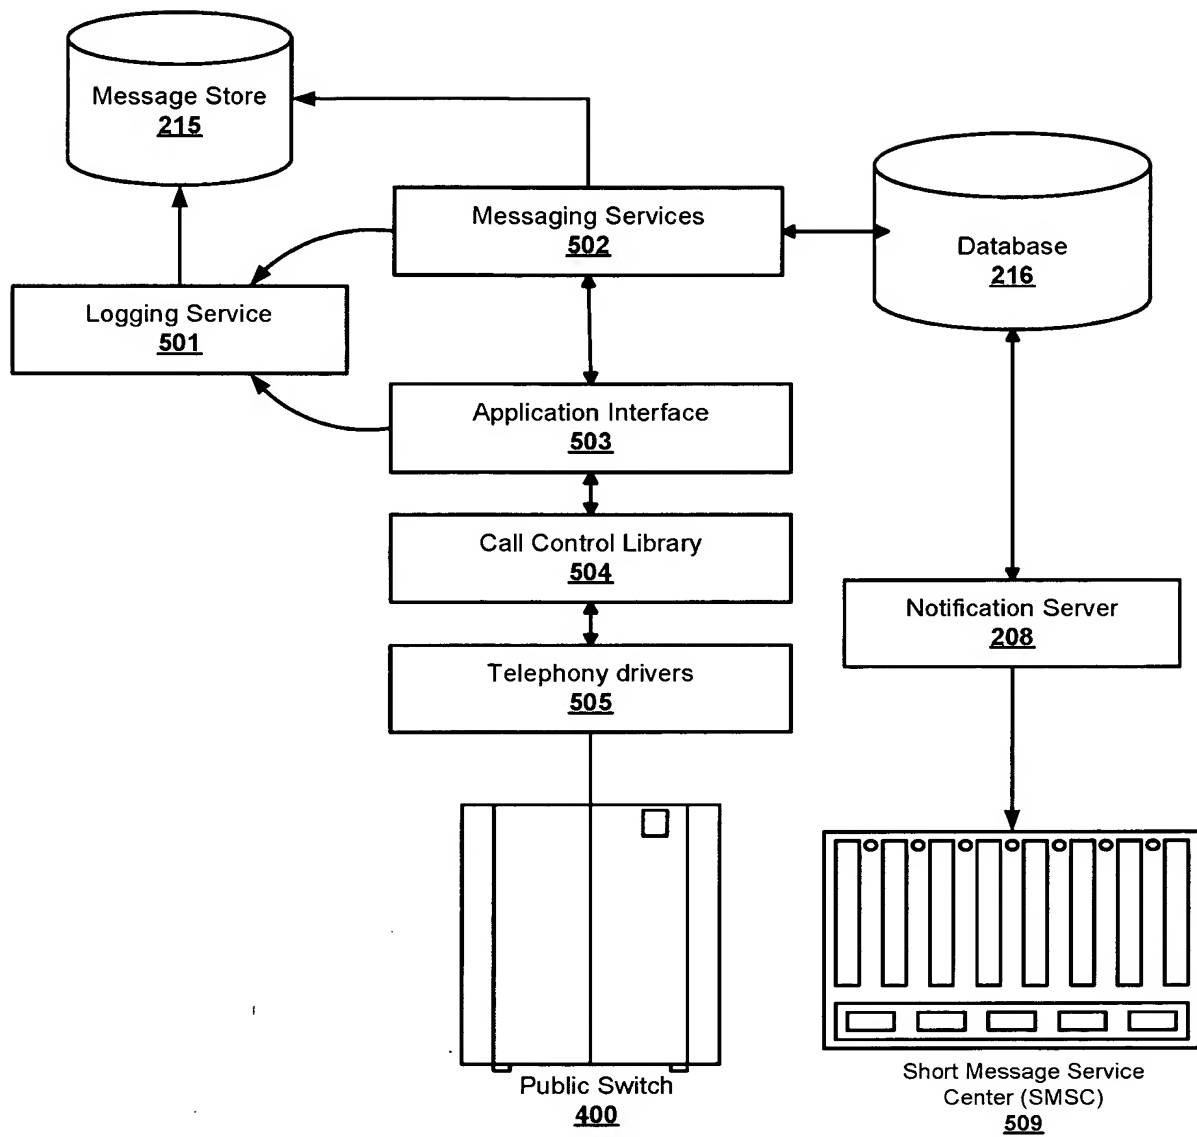 Message Store
215
Messaging Services
502
Database
216
Logging Service
501
Application Interface
503
Call Control Library
504
Notification Server
208
Telephony drivers
505
Public Switch
400
Short Message Service
Center (SMSC)
509